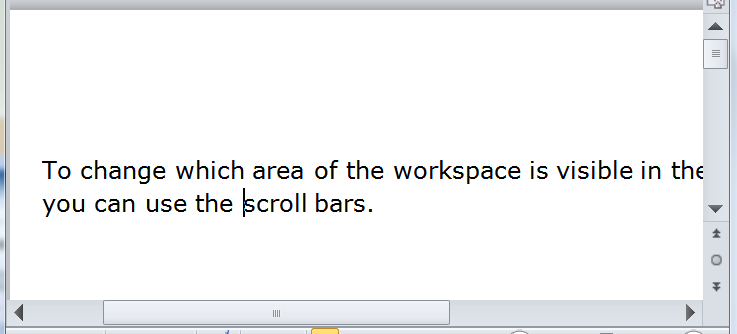 To change which area of the workspace is visible in the
you can use the scroll bars.